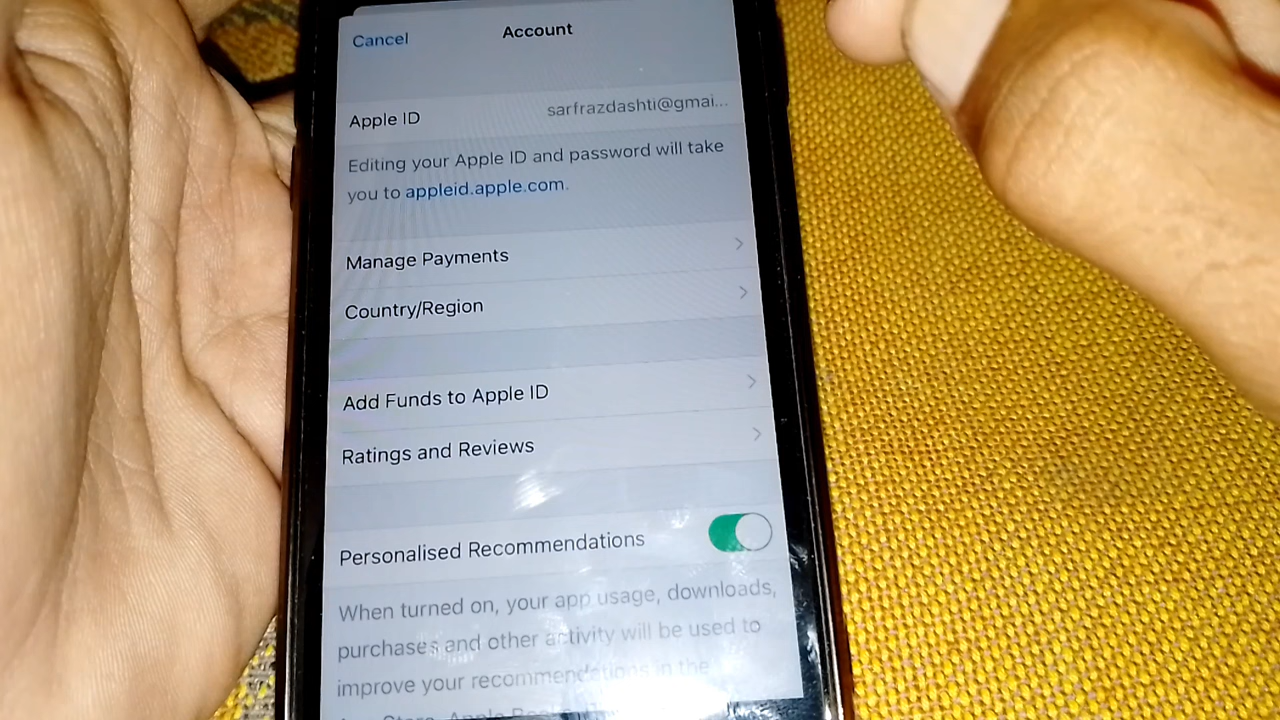 Cancel
Account
Apple ID
sarfrazdashti@gmai...
Editing your Apple ID and password will take
you to appleid.apple.com.
Manage Payments
Country/Region
Add Funds to Apple ID
Ratings and Reviews
Personalised Recommendations
When turned on, your app usage, downloads,
purchases and other activity will be used to
improve your recommendations in the
Store, Apple